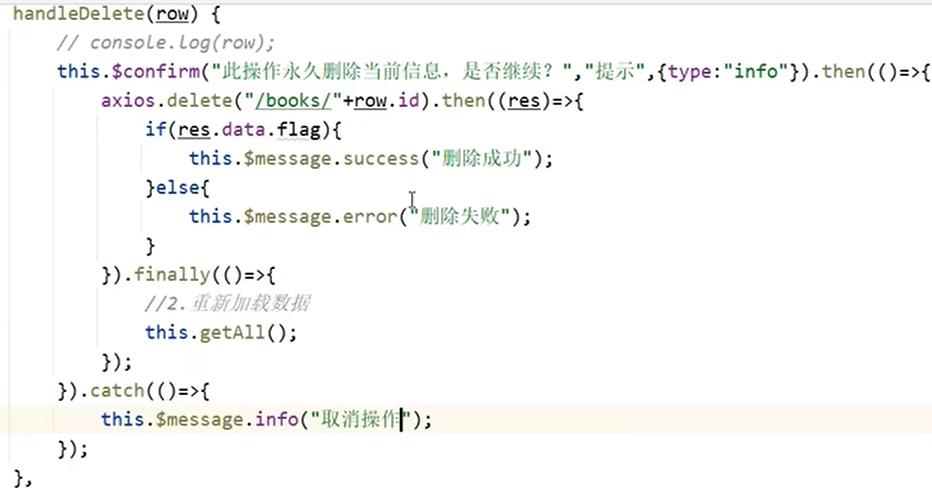 handleDelete(row) {
// console.log(row);
this.$confirm("此操作永久删除当前信息，是否继续？","提示",{type:"info"}).then(()=>{
axios.delete("/books/"+row.id).then((res)=>{
if(res.data.flag){
this.$message.success("删除成功");
}else{
this.$message.error("删除失败");
}
}).finally(()=>{
//2.重新加载数据
this.getAll();
});
}).catch(()=>{
this.$message.info("取消操作");
});
},